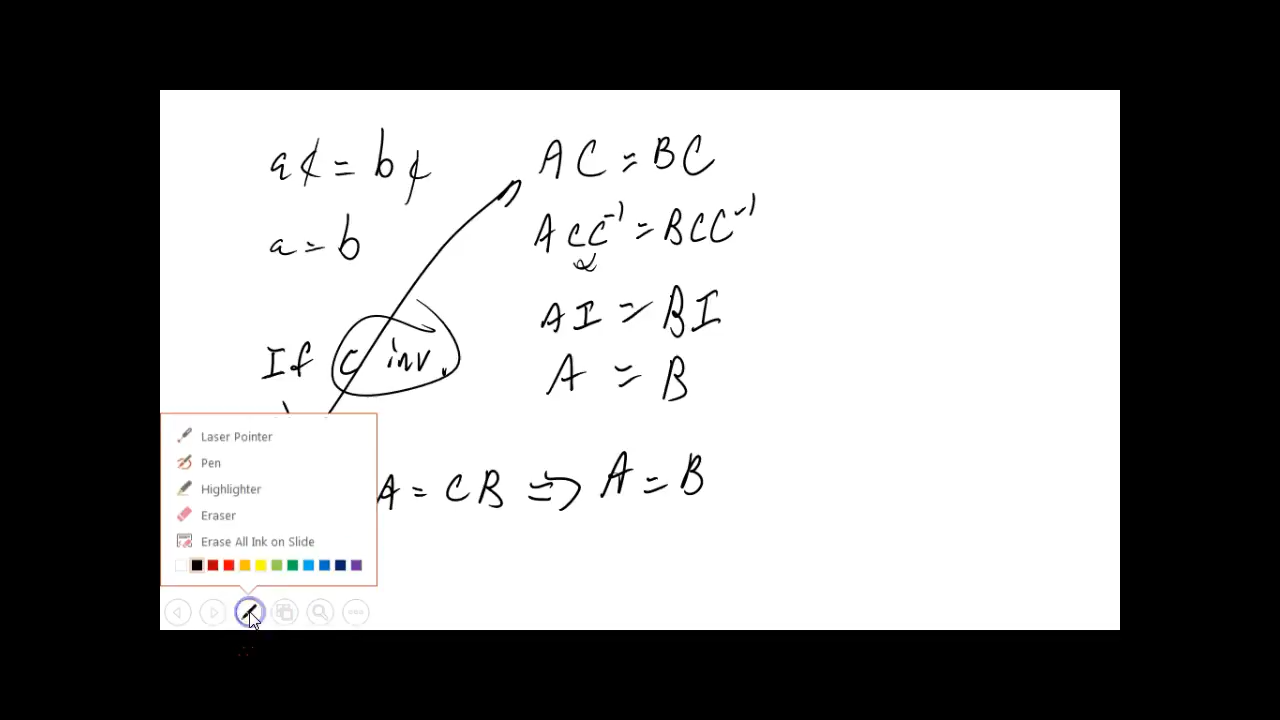 ac = bc
a = b
If C inv.
AC = BC
ACC⁻¹ = BCC⁻¹
AI = BI
A = B
A = CB ⇒ A = B
Laser Pointer
Pen
Highlighter
Eraser
Erase All Ink on Slide